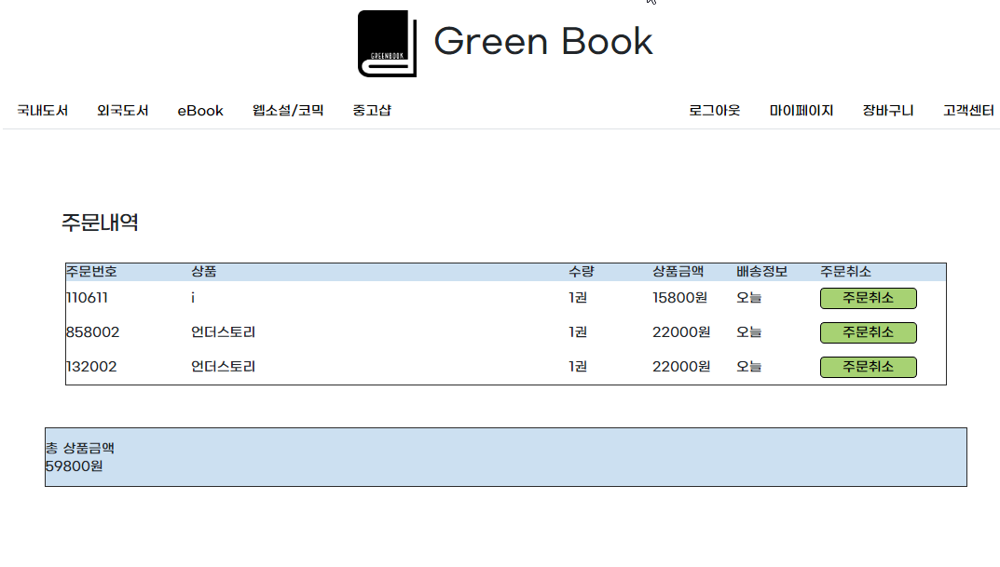 GREENBOOK
Green Book
국내도서 외국도서 eBook 웹소설/코믹 중고샵 로그아웃 마이페이지 장바구니 고객센터
주문내역
주문번호 상품 수량 상품금액 배송정보 주문취소
110611 i 1권 15800원 오늘 주문취소
858002 언더스토리 1권 22000원 오늘 주문취소
132002 언더스토리 1권 22000원 오늘 주문취소
총 상품금액
59800원